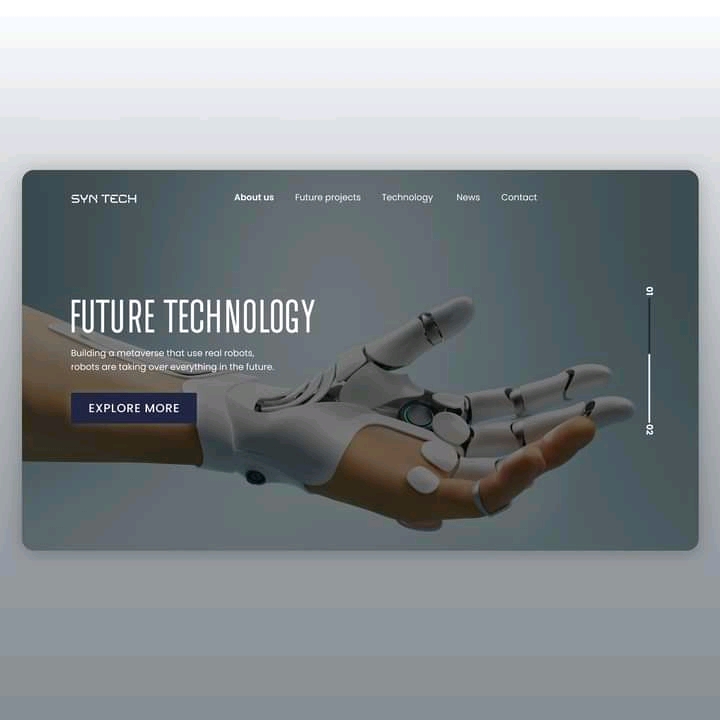 SYN TECH
About us
Future projects
Technology
News
Contact
01
FUTURE TECHNOLOGY
Building a metaverse that use real robots,
robots are taking over everything in the future.
EXPLORE MORE
02